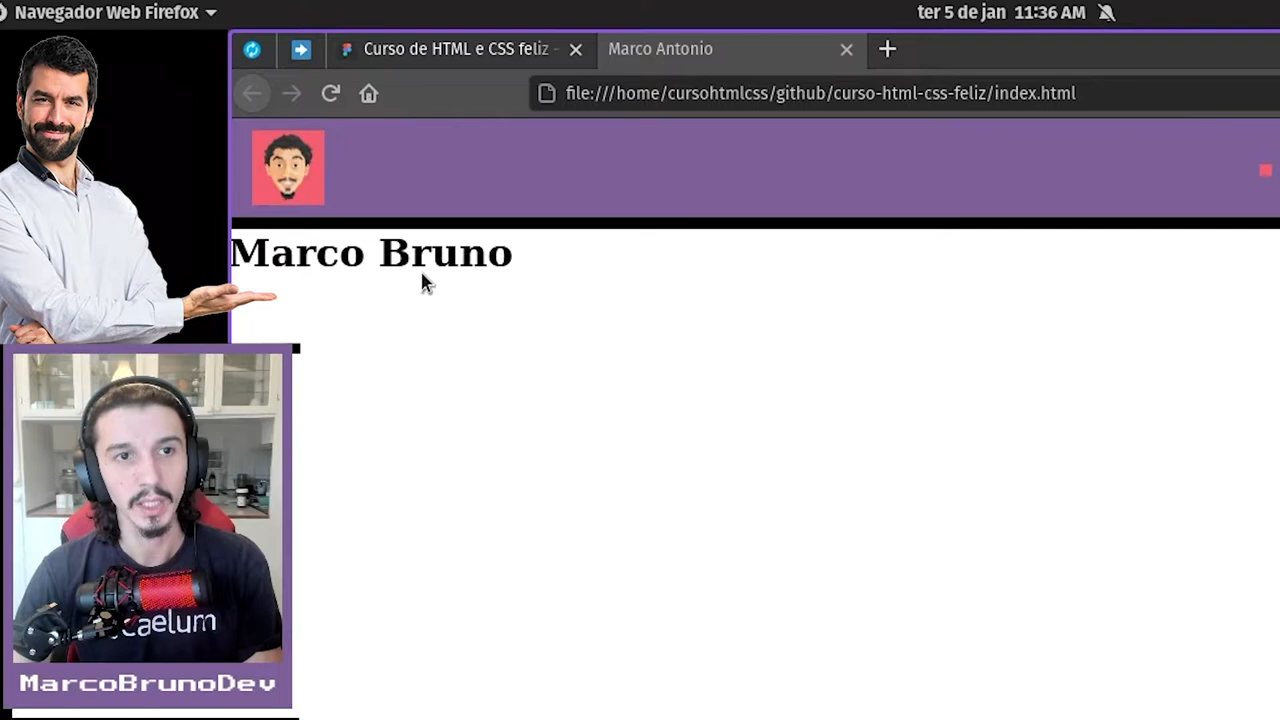 Navegador Web Firefox
ter 5 de jan 11:36 AM
Curso de HTML e CSS feliz -
Marco Antonio
file:///home/cursohtmlcss/github/curso-html-css-feliz/index.html
Marco Bruno
caelum
MarcoBrunoDev